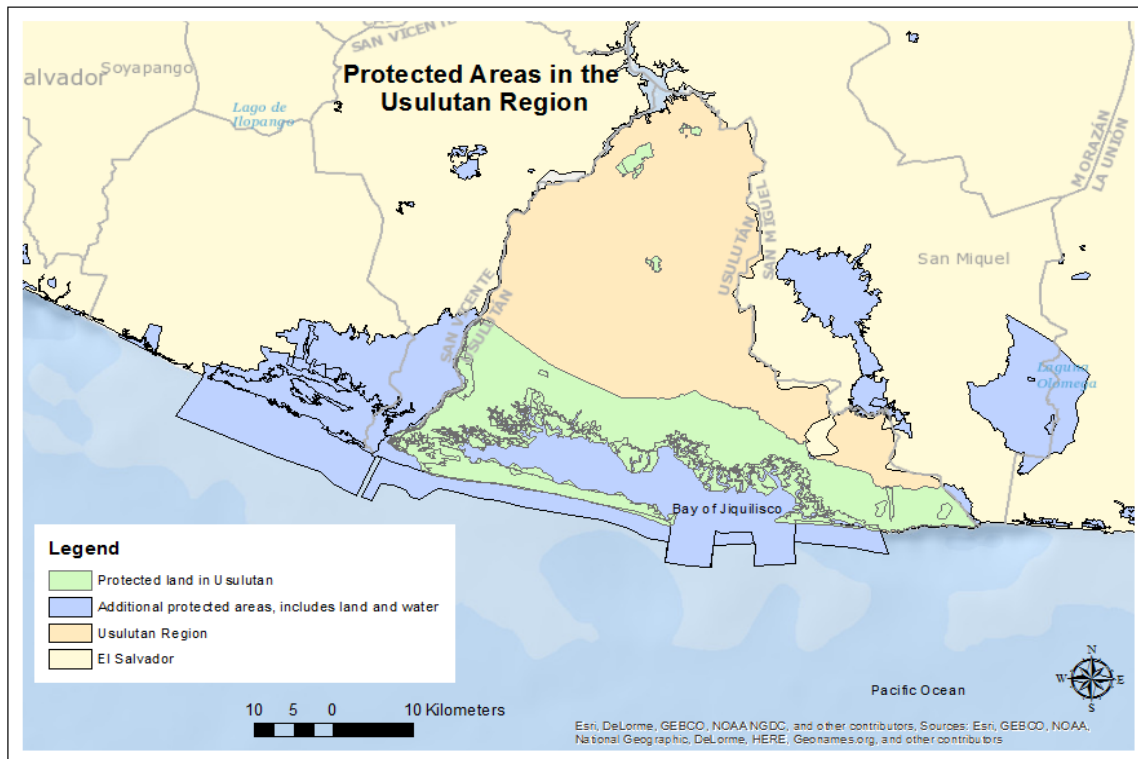 Protected Areas in the
Usulutan Region
SAN VICENTE
alvador
Soyapango
Lago de
Ilopango
MORAZÁN
LA UNIÓN
USULUTÁN
SAN MIGUEL
San Miquel
SAN VICENTE
USULUTÁN
Laguna
Olomega
Bay of Jiquilisco
Legend
Protected land in Usulutan
Additional protected areas, includes land and water
Usulutan Region
El Salvador
10 5 0 10 Kilometers
Pacific Ocean
N
W E
S
Esri, DeLorme, GEBCO, NOAA NGDC, and other contributors, Sources: Esri, GEBCO, NOAA,
National Geographic, DeLorme, HERE, Geonames.org, and other contributors